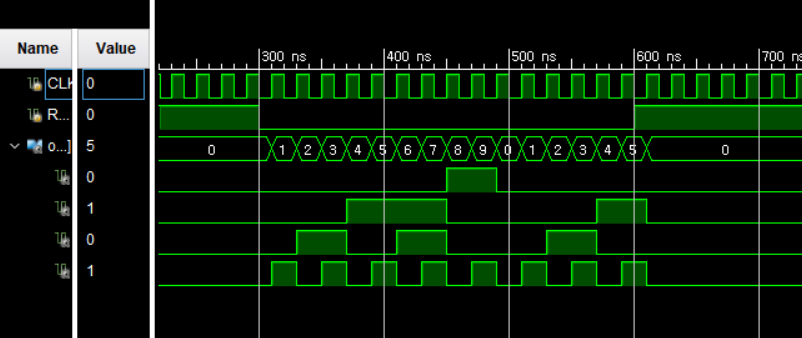 Name Value
300 ns 400 ns 500 ns 600 ns 700 ns
CLK 0
R... 0
o...] 5 0 1 2 3 4 5 6 7 8 9 0 1 2 3 4 5 0
0
1
0
1